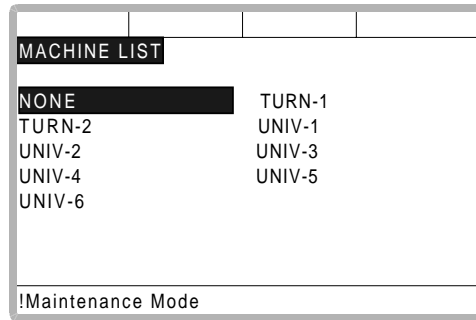 MACHINE LIST
NONE TURN-1
TURN-2 UNIV-1
UNIV-2 UNIV-3
UNIV-4 UNIV-5
UNIV-6
!Maintenance Mode